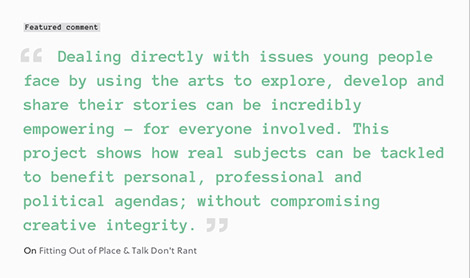 Featured comment
“ Dealing directly with issues young people
face by using the arts to explore, develop and
share their stories can be incredibly
empowering – for everyone involved. This
project shows how real subjects can be tackled
to benefit personal, professional and
political agendas; without compromising
creative integrity. ”
On Fitting Out of Place & Talk Don't Rant